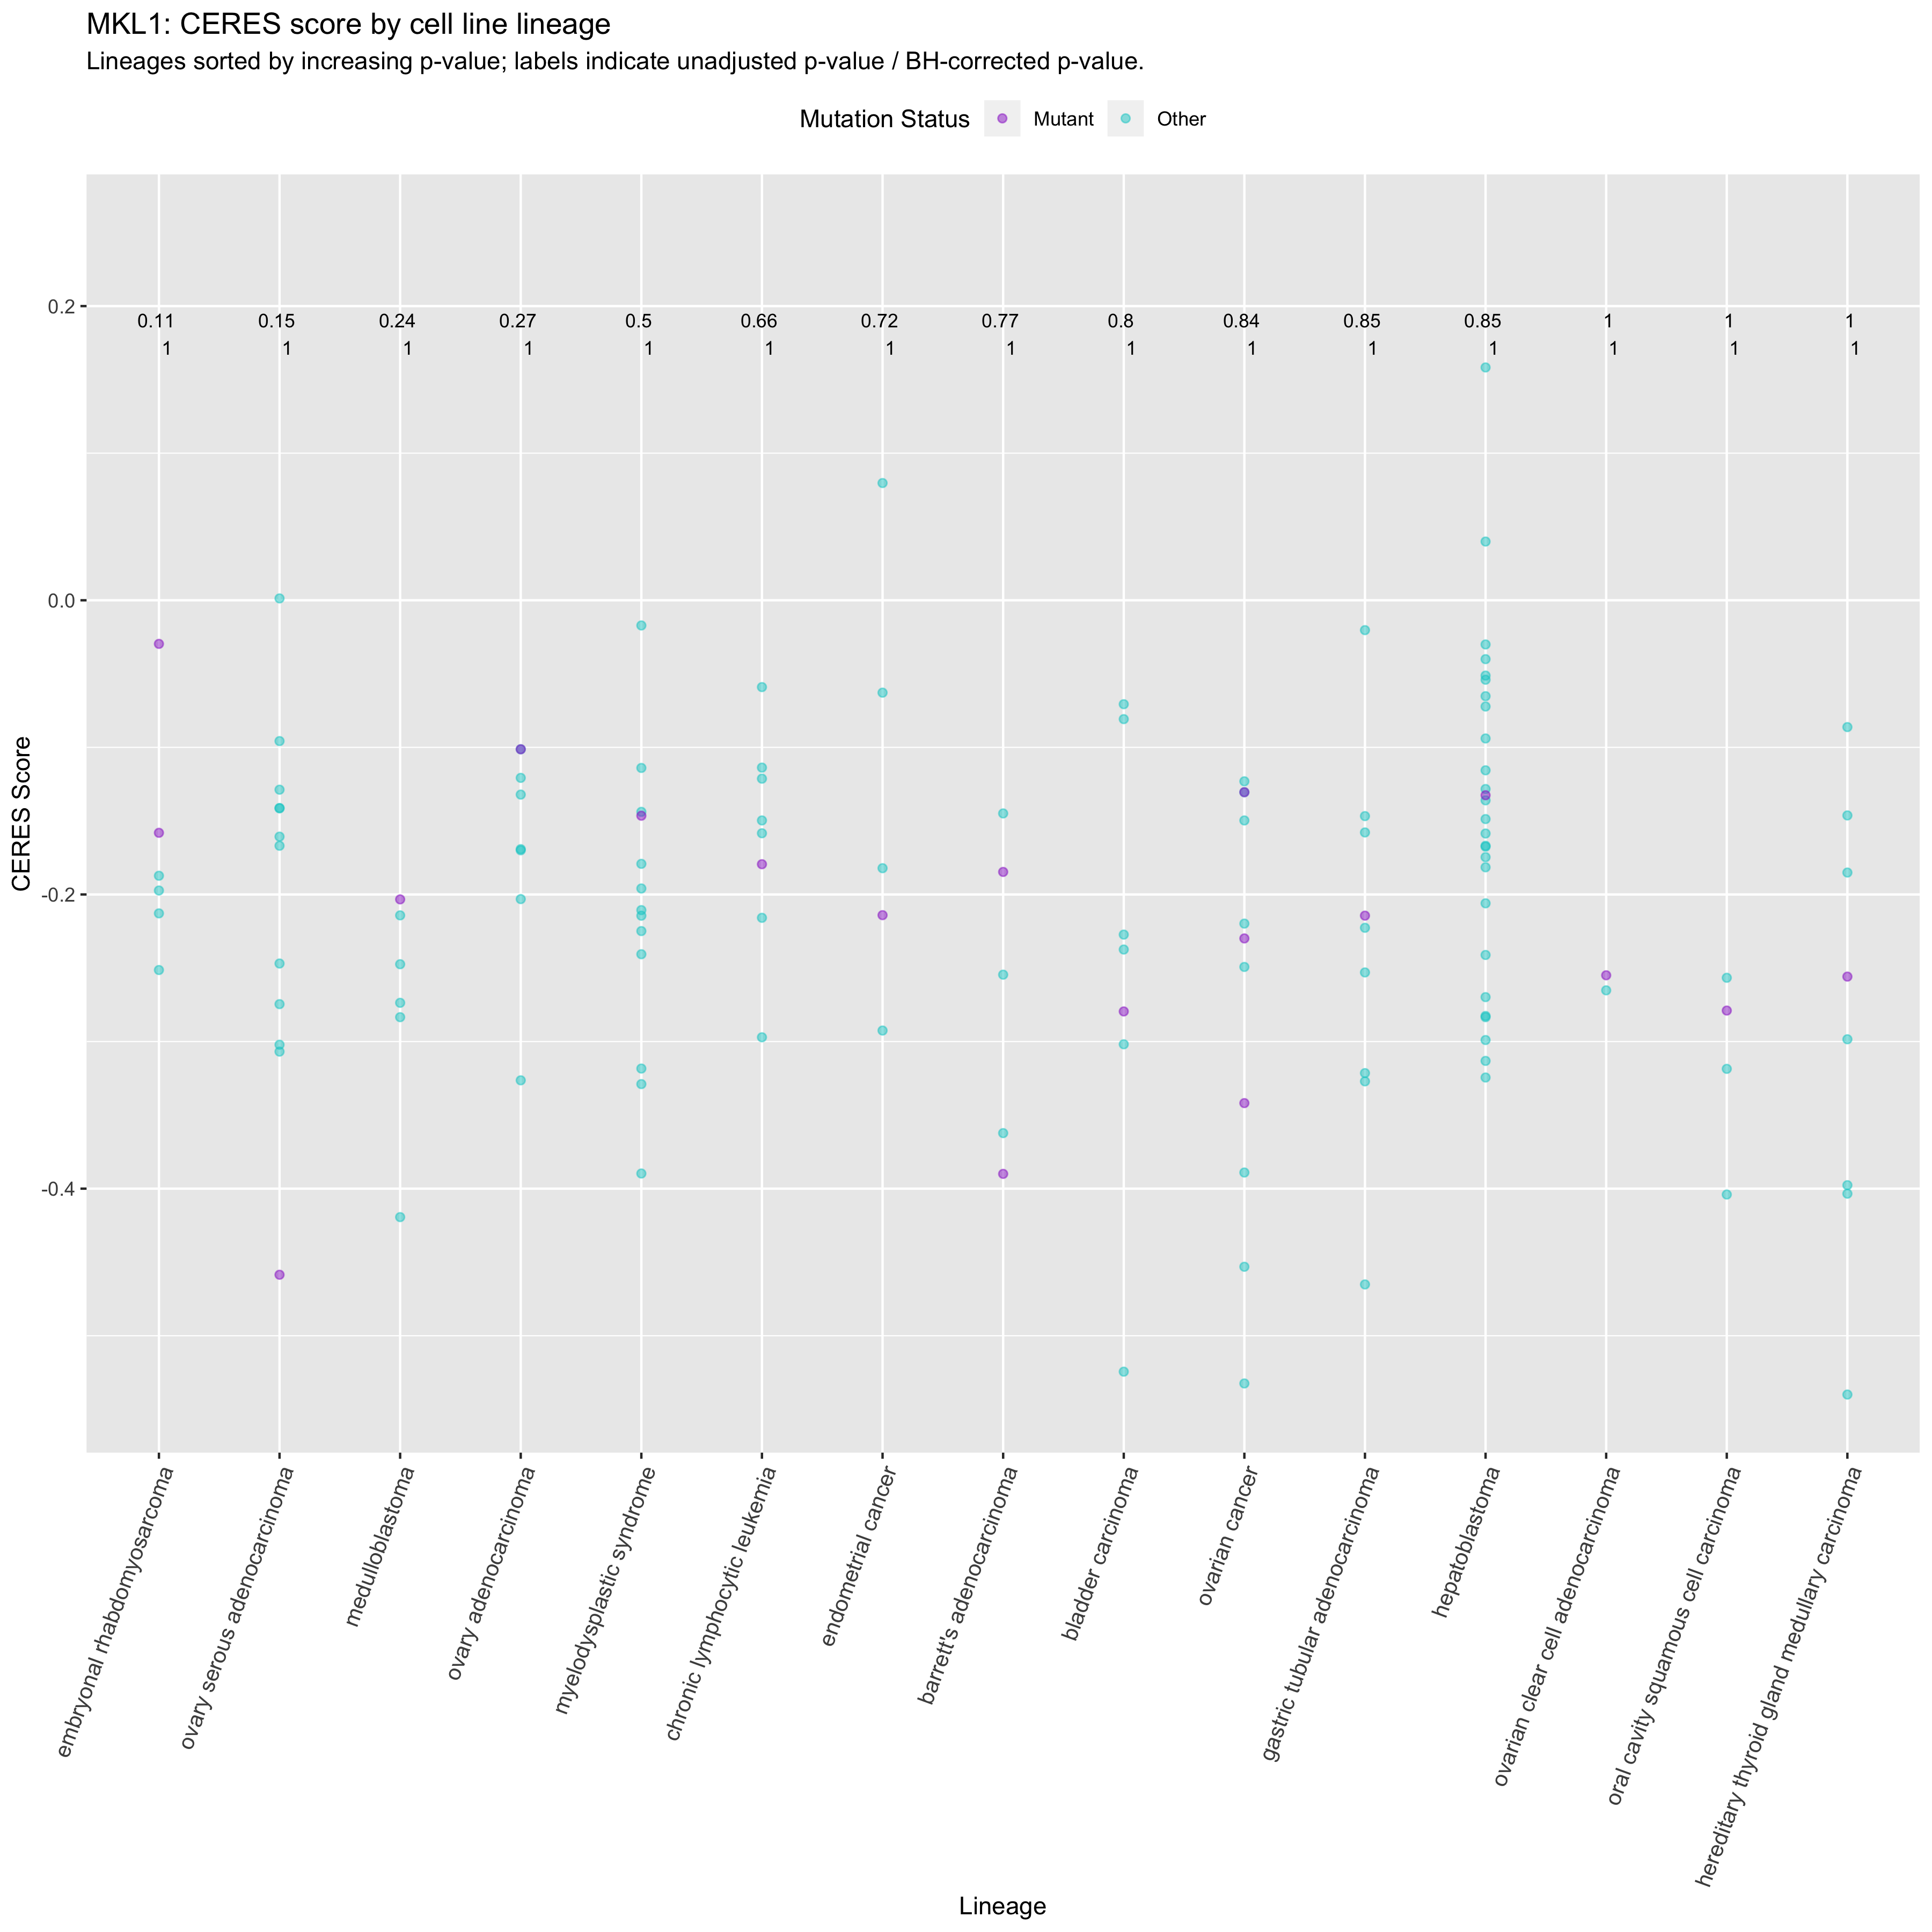 MKL1: CERES score by cell line lineage
Lineages sorted by increasing p-value; labels indicate unadjusted p-value / BH-corrected p-value.
Mutation Status Mutant Other
0.2
0.11 0.15 0.24 0.27 0.5 0.66 0.72 0.77 0.8 0.84 0.85 0.85 1 1 1
1 1 1 1 1 1 1 1 1 1 1 1 1 1 1
0.0
-0.2
-0.4
CERES Score
embryonal rhabdomyosarcoma
ovary serous adenocarcinoma
medulloblastoma
ovary adenocarcinoma
myelodysplastic syndrome
chronic lymphocytic leukemia
endometrial cancer
barrett's adenocarcinoma
bladder carcinoma
ovarian cancer
gastric tubular adenocarcinoma
hepatoblastoma
ovarian clear cell adenocarcinoma
oral cavity squamous cell carcinoma
hereditary thyroid gland medullary carcinoma
Lineage